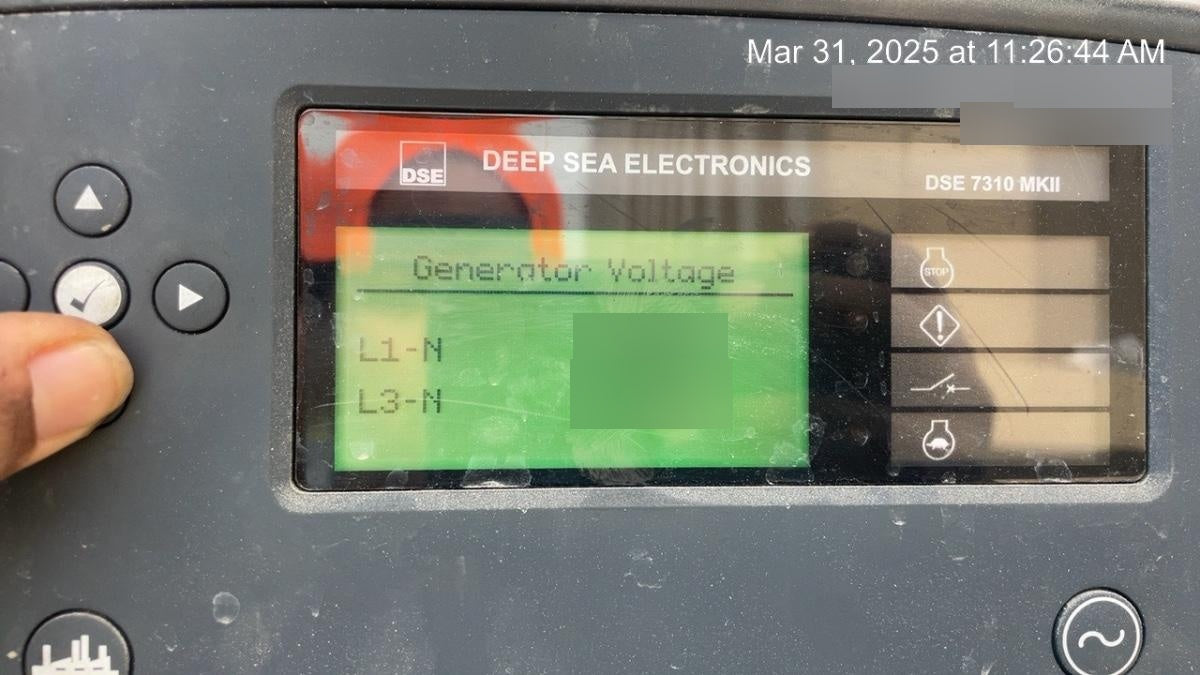 Mar 31, 2025 at 11:26:44 AM
DSE
DEEP SEA ELECTRONICS
DSE 7310 MKII
Generator Voltage
L1-N
L3-N
STOP